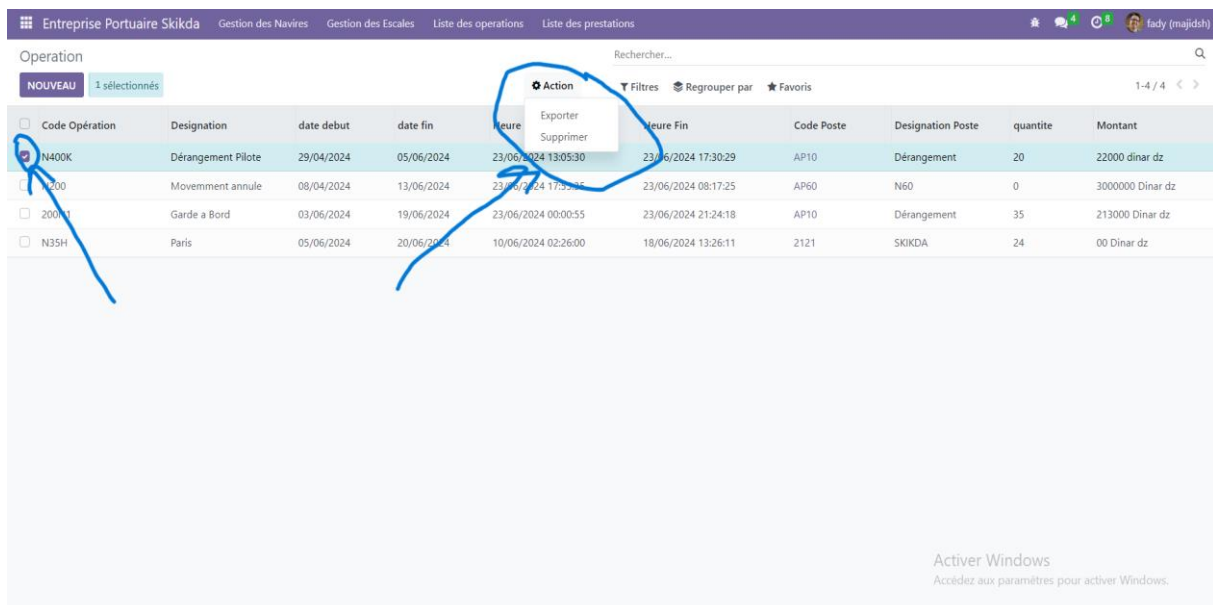 Entreprise Portuaire Skikda Gestion des Navires Gestion des Escales Liste des operations Liste des prestations 4 8 fady (majidsh)
Operation Rechercher...
NOUVEAU 1 sélectionnés Action Filtres Regrouper par Favoris 1-4 / 4
Exporter
Supprimer
Code Opération Designation date debut date fin Heure Heure Fin Code Poste Designation Poste quantite Montant
N400K Dérangement Pilote 29/04/2024 05/06/2024 23/06/2024 13:05:30 23/06/2024 17:30:29 AP10 Dérangement 20 22000 dinar dz
N200 Movemment annule 08/04/2024 13/06/2024 23/06/2024 23/06/2024 08:17:25 AP60 N60 0 3000000 Dinar dz
Garde a Bord 03/06/2024 19/06/2024 23/06/2024 00:00:55 23/06/2024 21:24:18 AP10 Dérangement 35 213000 Dinar dz
N35H Paris 05/06/2024 20/06/2024 10/06/2024 02:26:00 18/06/2024 13:26:11 2121 SKIKDA 24 00 Dinar dz
Activer Windows
Accédez aux paramètres pour activer Windows.